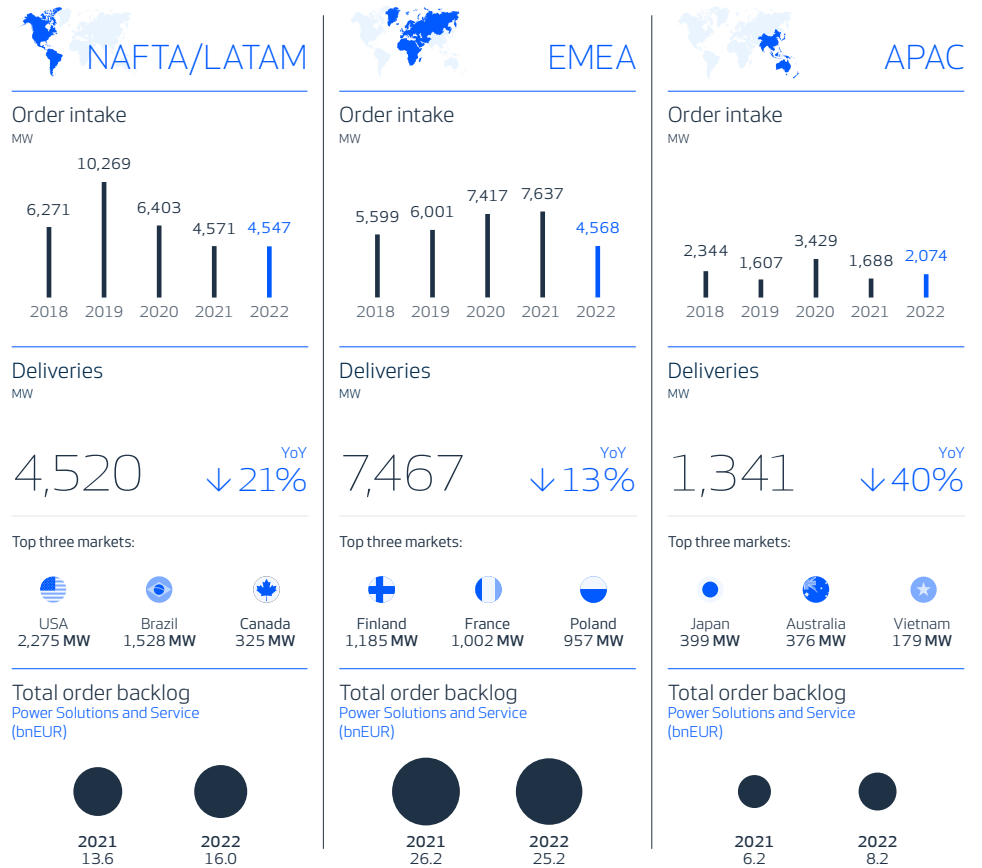 NAFTA/LATAM
Order intake
MW
10,269
6,271
6,403
4,571
4,547
2018 2019 2020 2021 2022
Deliveries
MW
YoY
4,520 ↓21%
Top three markets:
USA Brazil Canada
2,275 MW 1,528 MW 325 MW
Total order backlog
Power Solutions and Service
(bnEUR)
2021 2022
13.6 16.0
EMEA
Order intake
MW
5,599
6,001
7,417
7,637
4,568
2018 2019 2020 2021 2022
Deliveries
MW
YoY
7,467 ↓13%
Top three markets:
Finland France Poland
1,185 MW 1,002 MW 957 MW
Total order backlog
Power Solutions and Service
(bnEUR)
2021 2022
26.2 25.2
APAC
Order intake
MW
2,344
1,607
3,429
1,688
2,074
2018 2019 2020 2021 2022
Deliveries
MW
YoY
1,341 ↓40%
Top three markets:
Japan Australia Vietnam
399 MW 376 MW 179 MW
Total order backlog
Power Solutions and Service
(bnEUR)
2021 2022
6.2 8.2